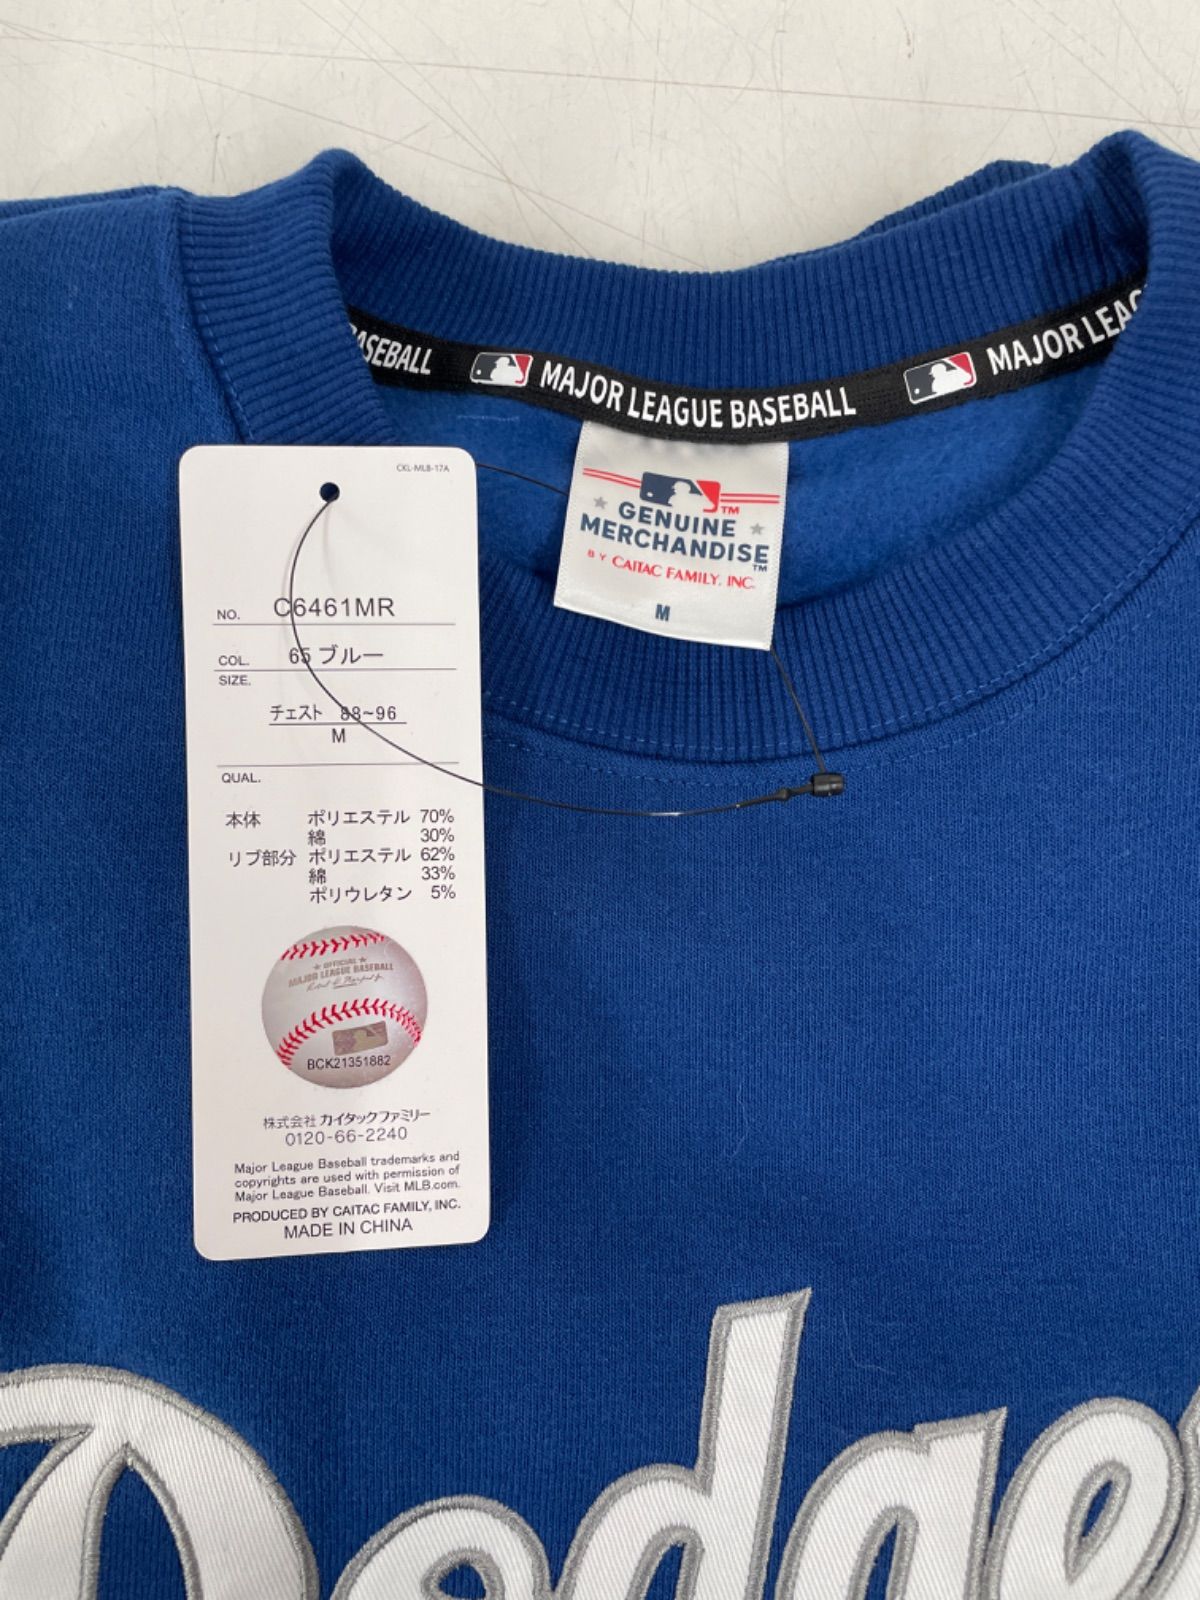 BASEBALL MAJOR LEAGUE BASEBALL MAJOR LEAG
GENUINE
MERCHANDISE™
BY CAITAC FAMILY, INC.
M
CKL-MLB-17A
NO. C6461MR
COL. 65 ブルー
SIZE.
チェスト 88~96
M
QUAL.
本体 ポリエステル 70%
綿 30%
リブ部分 ポリエステル 62%
綿 33%
ポリウレタン 5%
OFFICIAL
MAJOR LEAGUE BASEBALL
BCK21351882
株式会社 カイタックファミリー
0120-66-2240
Major League Baseball trademarks and
copyrights are used with permission of
Major League Baseball. Visit MLB.com.
PRODUCED BY CAITAC FAMILY, INC.
MADE IN CHINA
Dodge